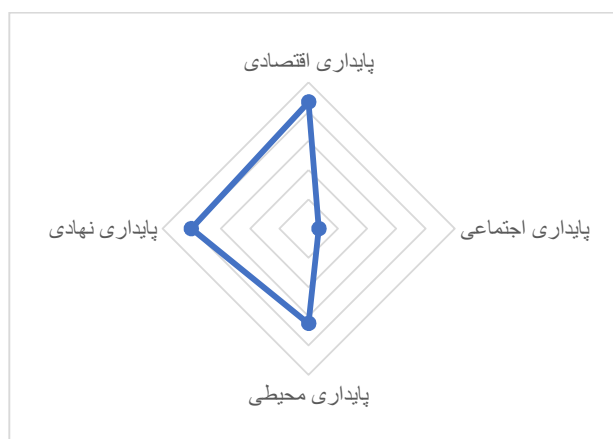 پایداری اقتصادی
پایداری اجتماعی
پایداری نهادی
پایداری محیطی